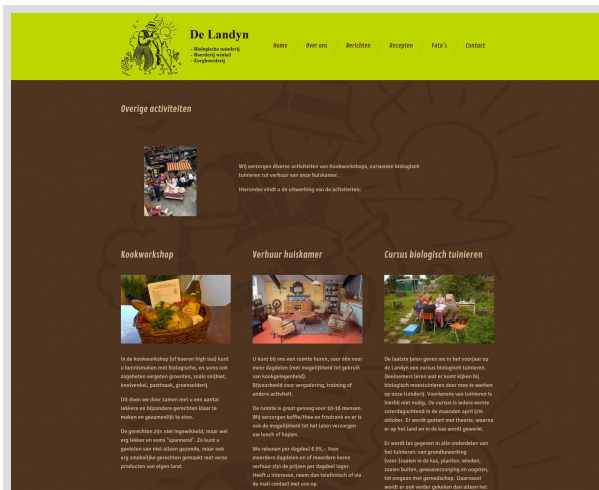 De Landyn
- Biologische tuinderij
- Boerderij winkel
- Zorgboerderij
Home
Over ons
Berichten
Recepten
Foto's
Contact
Overige activiteiten
Wij verzorgen diverse activiteiten van Kookworkshops, cursussen biologisch
tuinieren tot verhuur van onze huiskamer.
Hieronder vindt u de uitwerking van de activiteiten:
Kookworkshop
In de kookworkshop (of boeren high tea) kunt
u kennismaken met biologische, en soms ook
zogeheten vergeten groenten, zoals snijbiet,
knolvenkel, pastinaak, groenselderij.
Dit doen we door samen met u een aantal
lekkere en bijzondere gerechten klaar te
maken en gezamenlijk te eten.
De gerechten zijn niet ingewikkeld, maar wel
erg lekker en soms "spannend". Zo kunt u
genieten van niet alleen gezonde, maar ook
erg smakelijke gerechten gemaakt met verse
producten van eigen land.
Verhuur huiskamer
U kunt bij ons een ruimte huren, voor één voor
meer dagdelen (met mogelijkheid tot gebruik
van kookgelegenheid).
Bijvoorbeeld voor vergadering, training of
andere activiteit.
De ruimte is groot genoeg voor 10-16 mensen.
Wij verzorgen koffie/thee en frisdrank en er is
ook de mogelijkheid tot het laten verzorgen
uw lunch of hapjes.
We rekenen per dagdeel € 95,-. Voor
meerdere dagdelen en of meerdere keren
verhuur zijn de prijzen per dagdeel lager.
Heeft u interesse, neem dan telefonisch of via
de mail contact met ons op.
Cursus biologisch tuinieren
De laatste jaren geven we in het voorjaar op
de Landyn een cursus biologisch tuinieren.
Deelnemers leren wat er komt kijken bij
biologisch moestuinieren door mee te werken
op onze tuinderij. Voorkennis van tuinieren is
hierbij niet nodig. De cursus is iedere eerste
zaterdagochtend in de maanden april t/m
oktober. Er wordt gestart met theorie, waarna
er op het land en in de kas wordt gewerkt.
Er wordt les gegeven in alle onderdelen van
het tuinieren: van grondbewerking
(voor-)zaaien in de kas, planten, wieden,
zaaien buiten, gewasverzorging en oogsten,
tot omgaan met gereedschap. Daarnaast
wordt er ook verder gekeken dan alleen het